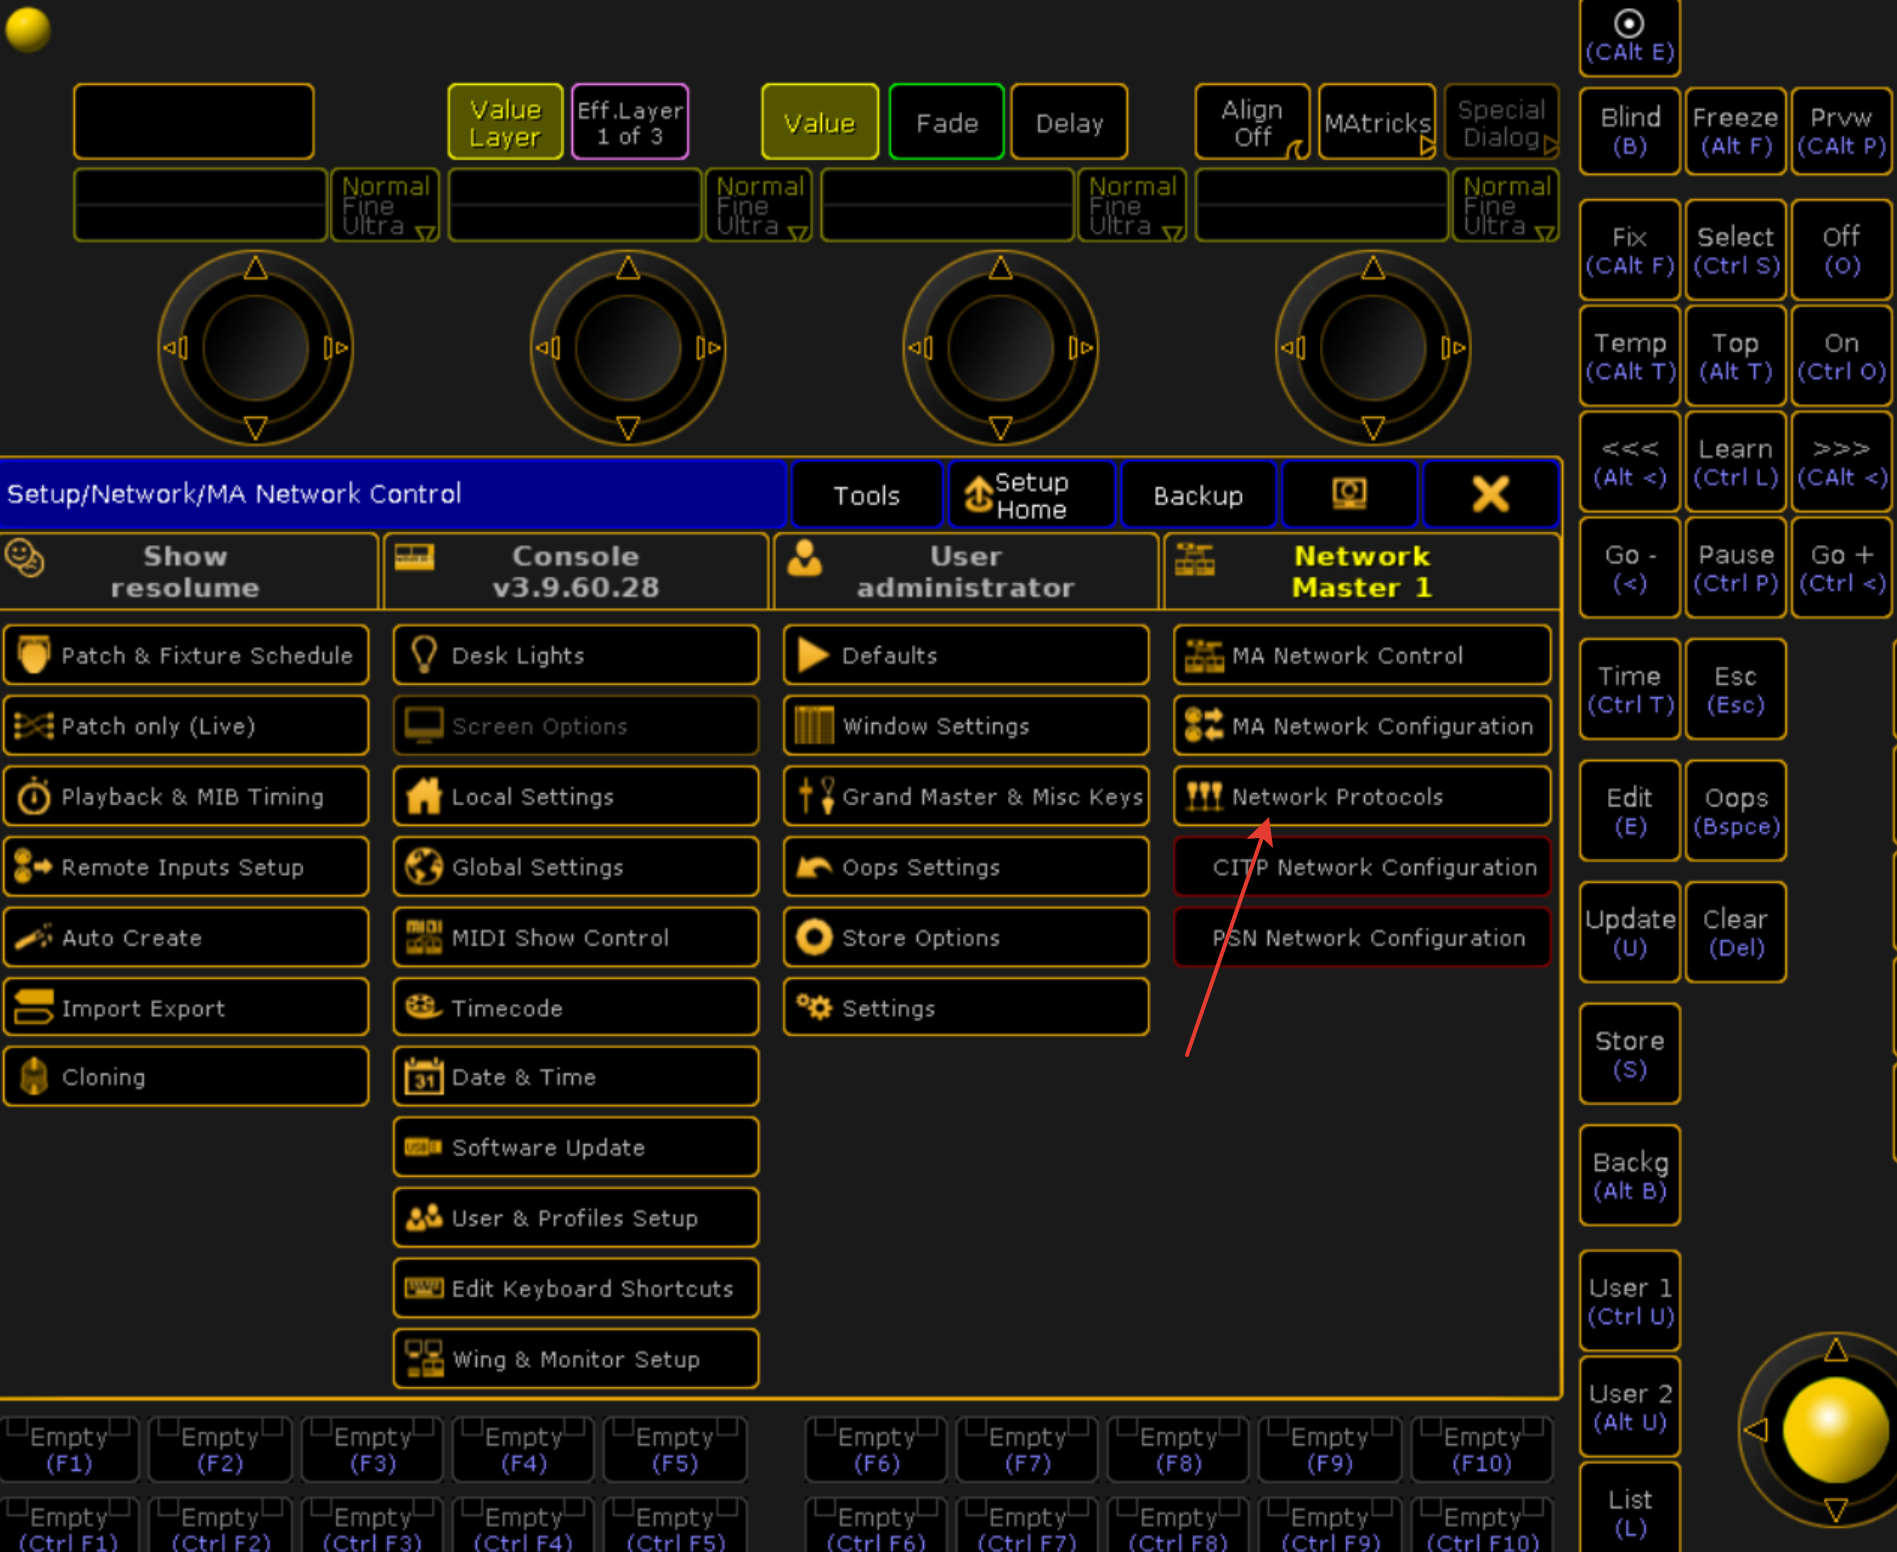 (CAlt E)
Value
Layer
Eff.Layer
1 of 3
Value
Fade
Delay
Align
Off
MAtricks
Special
Dialog
Blind
(B)
Freeze
(Alt F)
Prvw
(CAlt P)
Normal
Fine
Ultra
Normal
Fine
Ultra
Normal
Fine
Ultra
Normal
Fine
Ultra
Fix
(CAlt F)
Select
(Ctrl S)
Off
(O)
Temp
(CAlt T)
Top
(Alt T)
On
(Ctrl O)
<<<
(Alt <)
Learn
(Ctrl L)
>>>
(CAlt <)
Go -
(<)
Pause
(Ctrl P)
Go +
(Ctrl <)
Setup/Network/MA Network Control
Tools
Setup
Home
Backup
Show
resolume
Console
v3.9.60.28
User
administrator
Network
Master 1
Patch & Fixture Schedule
Patch only (Live)
Playback & MIB Timing
Remote Inputs Setup
Auto Create
Import Export
Cloning
Desk Lights
Screen Options
Local Settings
Global Settings
MIDI
MIDI Show Control
Timecode
31
Date & Time
USB
Software Update
User & Profiles Setup
Edit Keyboard Shortcuts
Wing & Monitor Setup
Defaults
Window Settings
Grand Master & Misc Keys
Oops Settings
Store Options
Settings
MA Network Control
MA Network Configuration
Network Protocols
CITP Network Configuration
PSN Network Configuration
Time
(Ctrl T)
Esc
(Esc)
Edit
(E)
Oops
(Bspce)
Update
(U)
Clear
(Del)
Store
(S)
Backg
(Alt B)
User 1
(Ctrl U)
User 2
(Alt U)
List
(L)
Empty
(F1)
Empty
(F2)
Empty
(F3)
Empty
(F4)
Empty
(F5)
Empty
(F6)
Empty
(F7)
Empty
(F8)
Empty
(F9)
Empty
(F10)
Empty
(Ctrl F1)
Empty
(Ctrl F2)
Empty
(Ctrl F3)
Empty
(Ctrl F4)
Empty
(Ctrl F5)
Empty
(Ctrl F6)
Empty
(Ctrl F7)
Empty
(Ctrl F8)
Empty
(Ctrl F9)
Empty
(Ctrl F10)